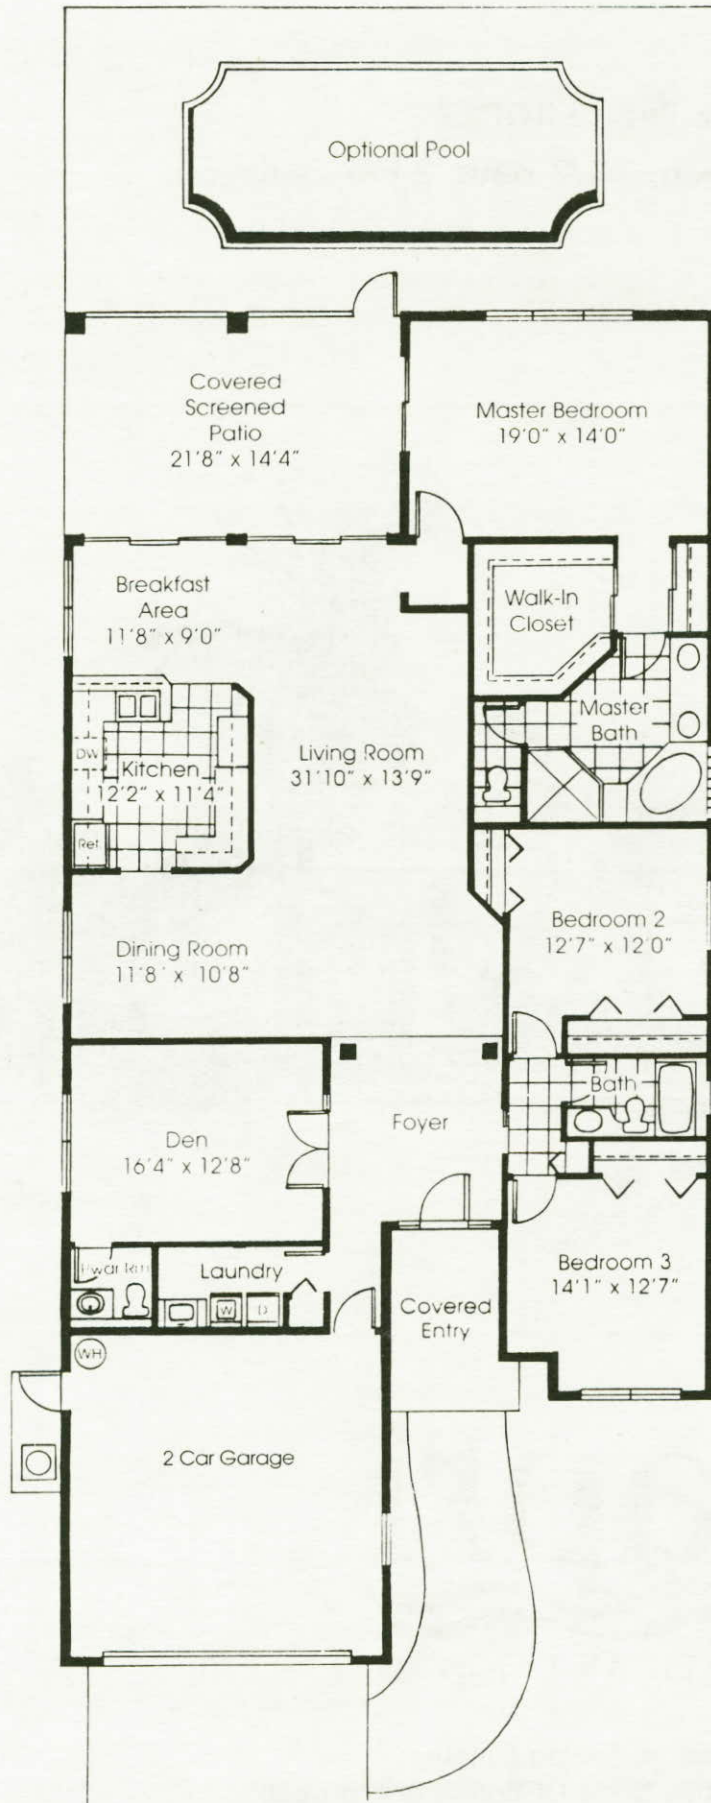 Optional Pool
Covered
Screened
Patio
21'8" x 14'4"
Master Bedroom
19'0" x 14'0"
Breakfast
Area
11'8" x 9'0"
Walk-In
Closet
Master
Bath
DW
Kitchen
12'2" x 11'4"
Ref.
Living Room
31'10" x 13'9"
Bedroom 2
12'7" x 12'0"
Dining Room
11'8' x 10'8"
Den
16'4" x 12'8"
Foyer
Bath
Pwdr Rm
Laundry
W
D
Covered
Entry
Bedroom 3
14'1" x 12'7"
WH
2 Car Garage